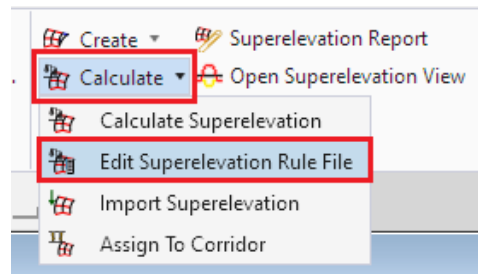 Create Superelevation Report
Calculate Open Superelevation View
Calculate Superelevation
Edit Superelevation Rule File
Import Superelevation
Assign To Corridor